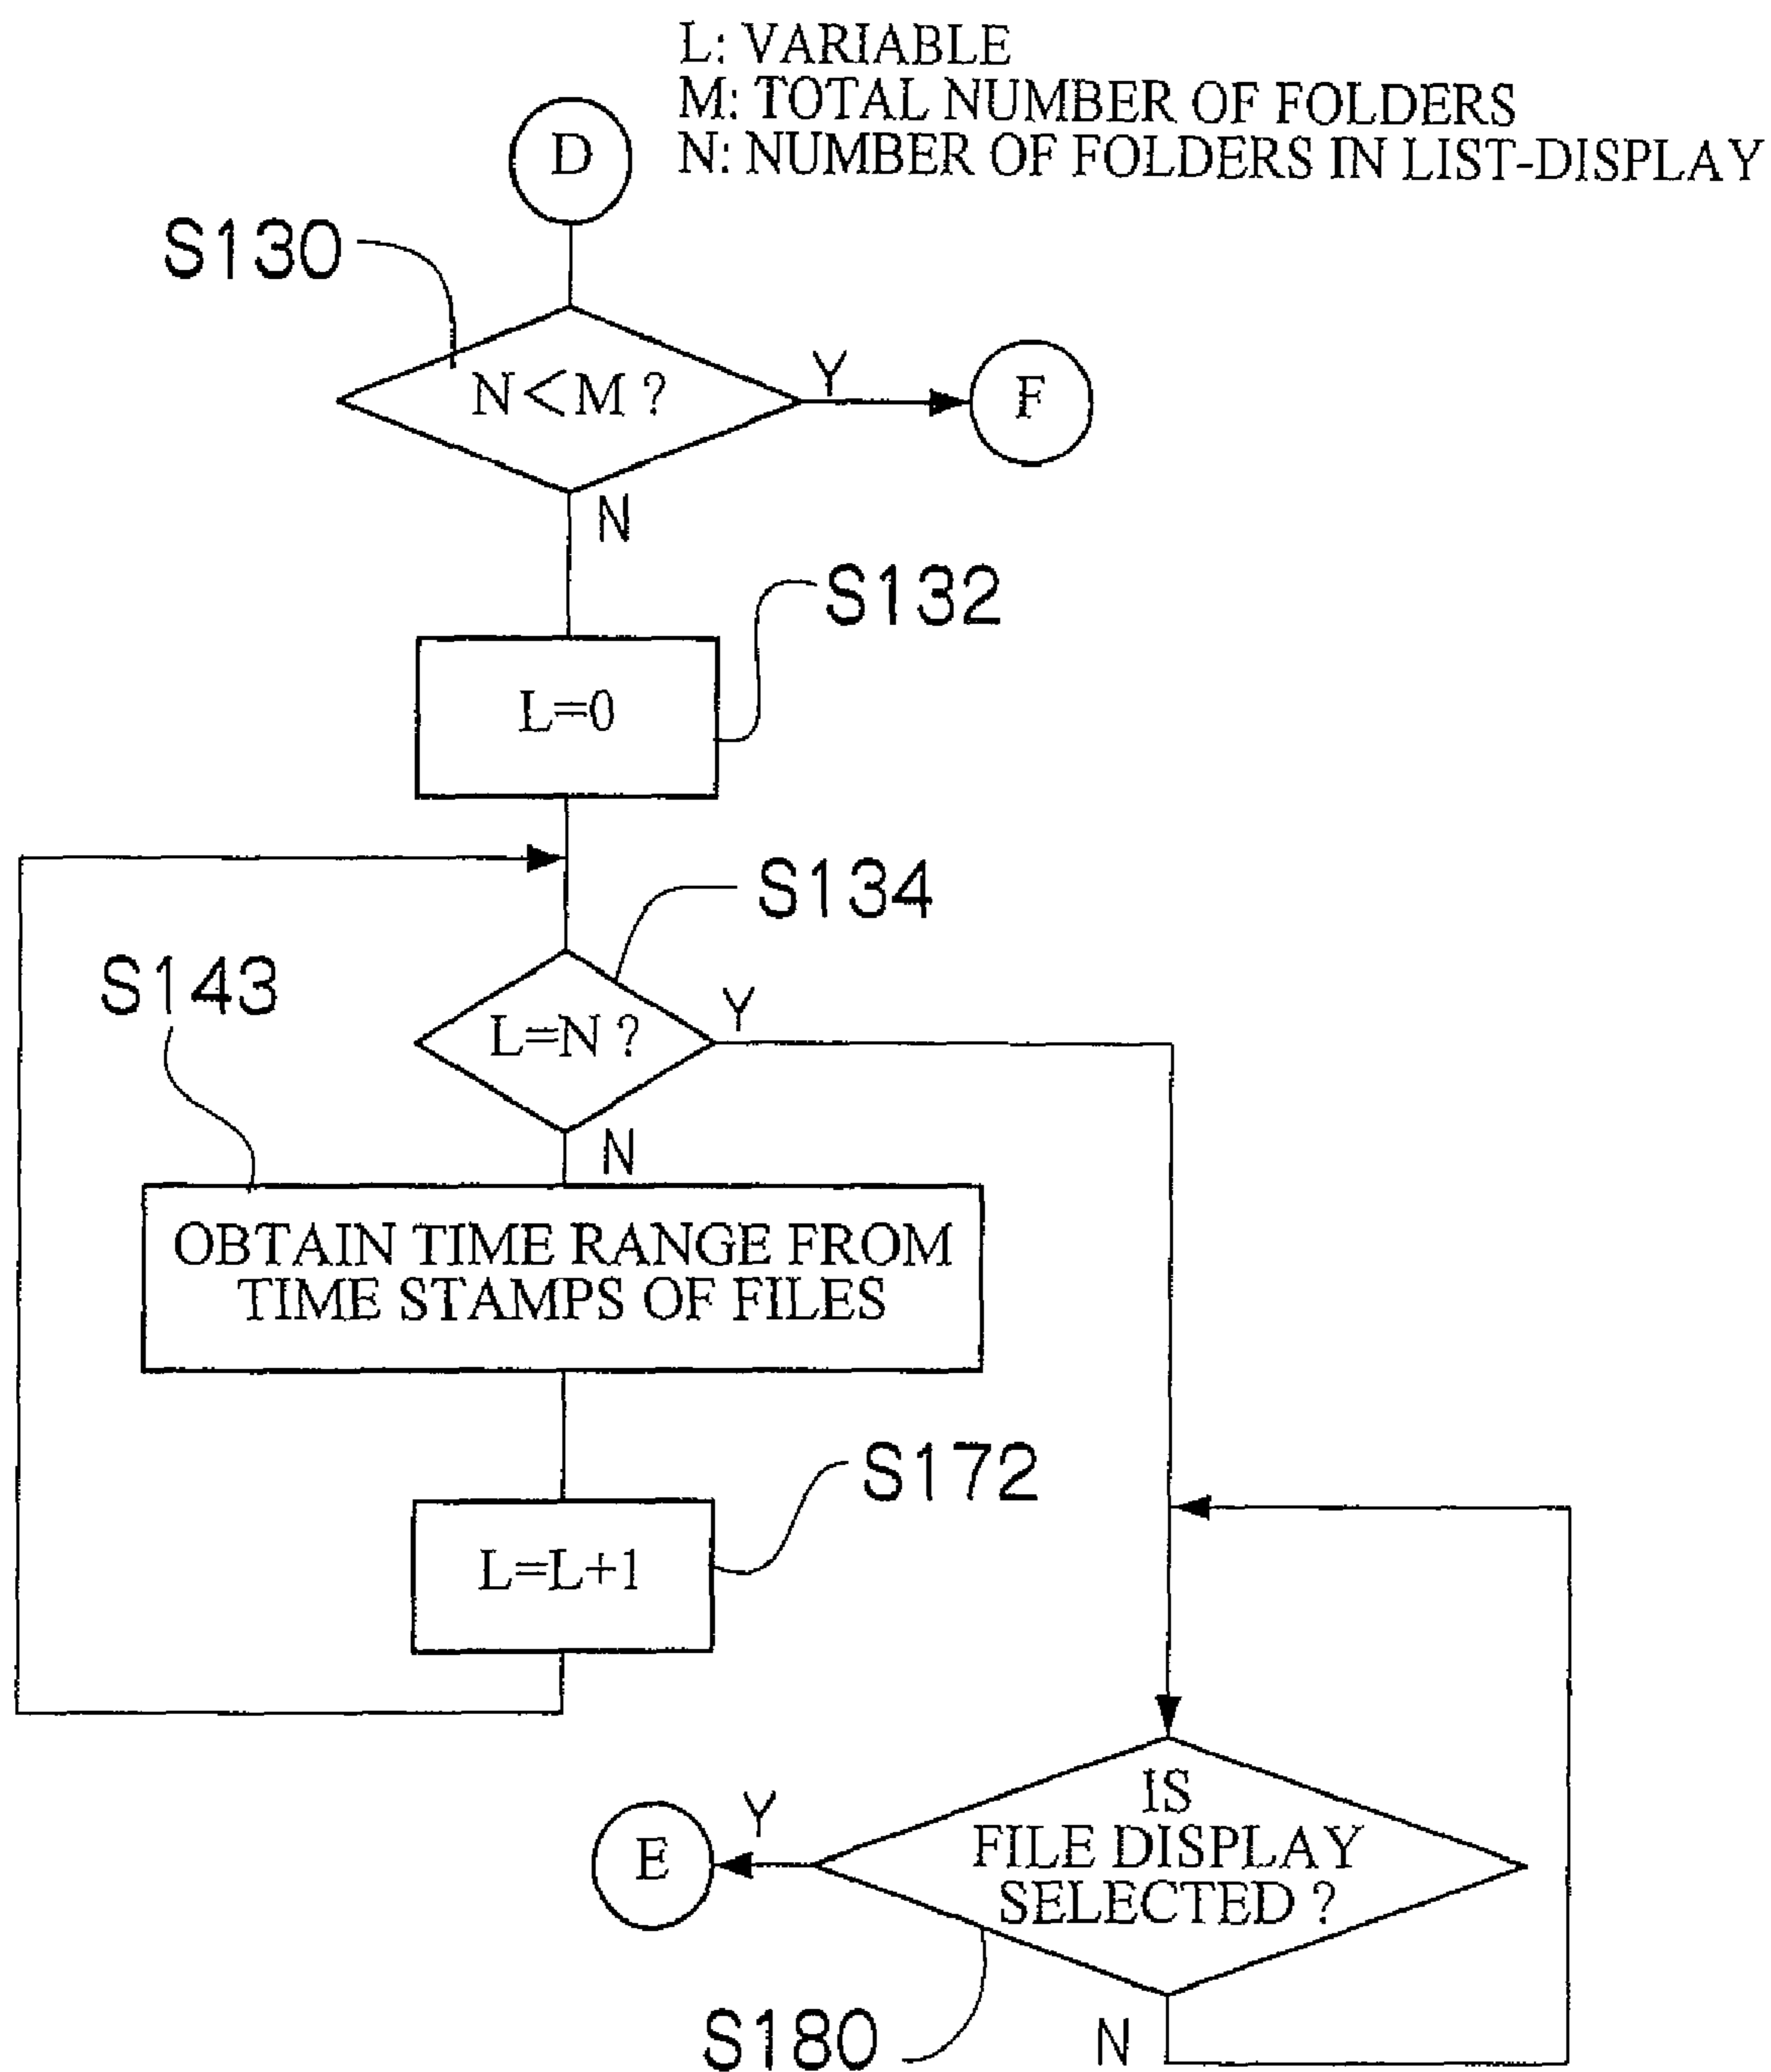 L: VARIABLE
M: TOTAL NUMBER OF FOLDERS
N: NUMBER OF FOLDERS IN LIST-DISPLAY
D
S130
N<M ?
Y
F
N
S132
L=0
S134
S143
L=N ?
Y
N
OBTAIN TIME RANGE FROM
TIME STAMPS OF FILES
S172
L=L+1
IS
FILE DISPLAY
SELECTED ?
Y
E
S180
N